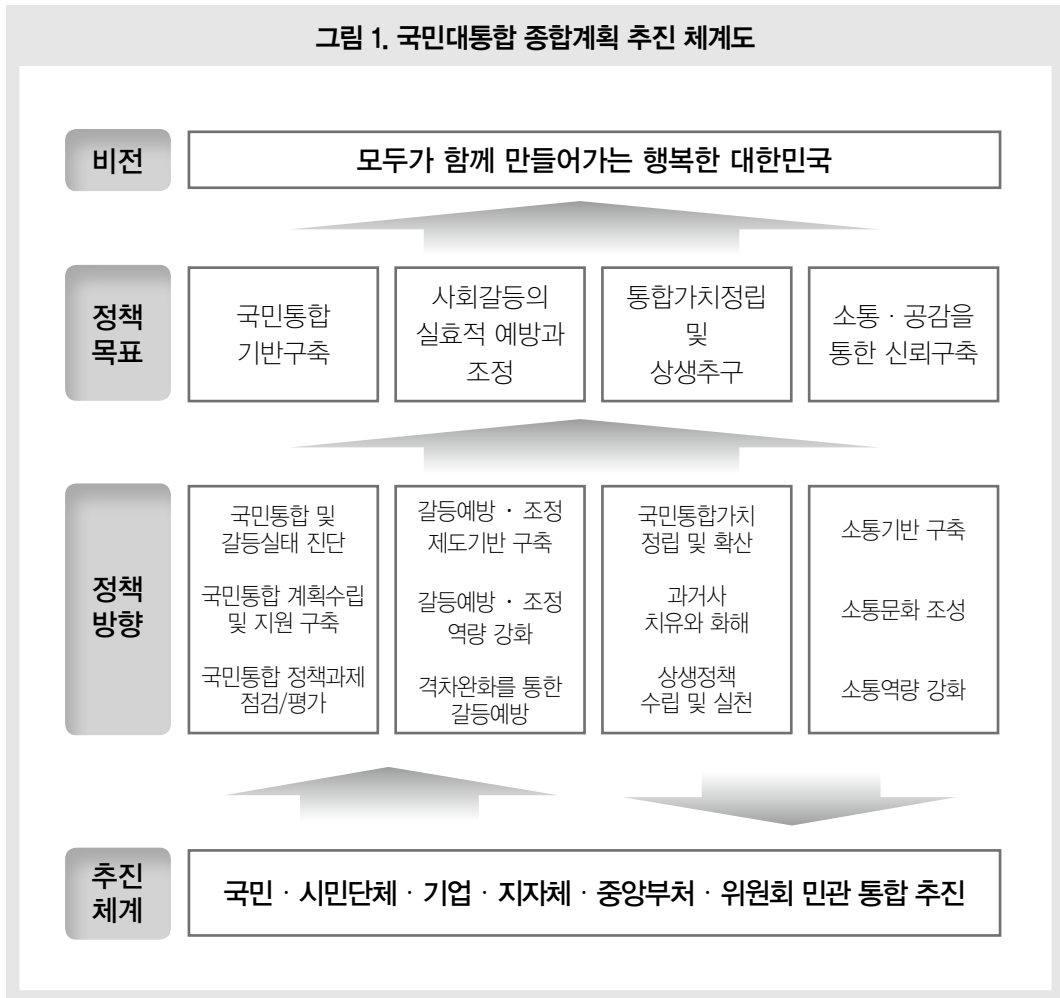 그림 1. 국민대통합 종합계획 추진 체계도
비전
모두가 함께 만들어가는 행복한 대한민국
정책
목표
국민통합
기반구축
사회갈등의
실효적 예방과
조정
통합가치정립
및
상생추구
소통 · 공감을
통한 신뢰구축
정책
방향
국민통합 및
갈등실태 진단
국민통합 계획수립
및 지원 구축
국민통합 정책과제
점검/평가
갈등예방 · 조정
제도기반 구축
갈등예방 · 조정
역량 강화
격차완화를 통한
갈등예방
국민통합가치
정립 및 확산
과거사
치유와 화해
상생정책
수립 및 실천
소통기반 구축
소통문화 조성
소통역량 강화
추진
체계
국민 · 시민단체 · 기업 · 지자체 · 중앙부처 · 위원회 민관 통합 추진